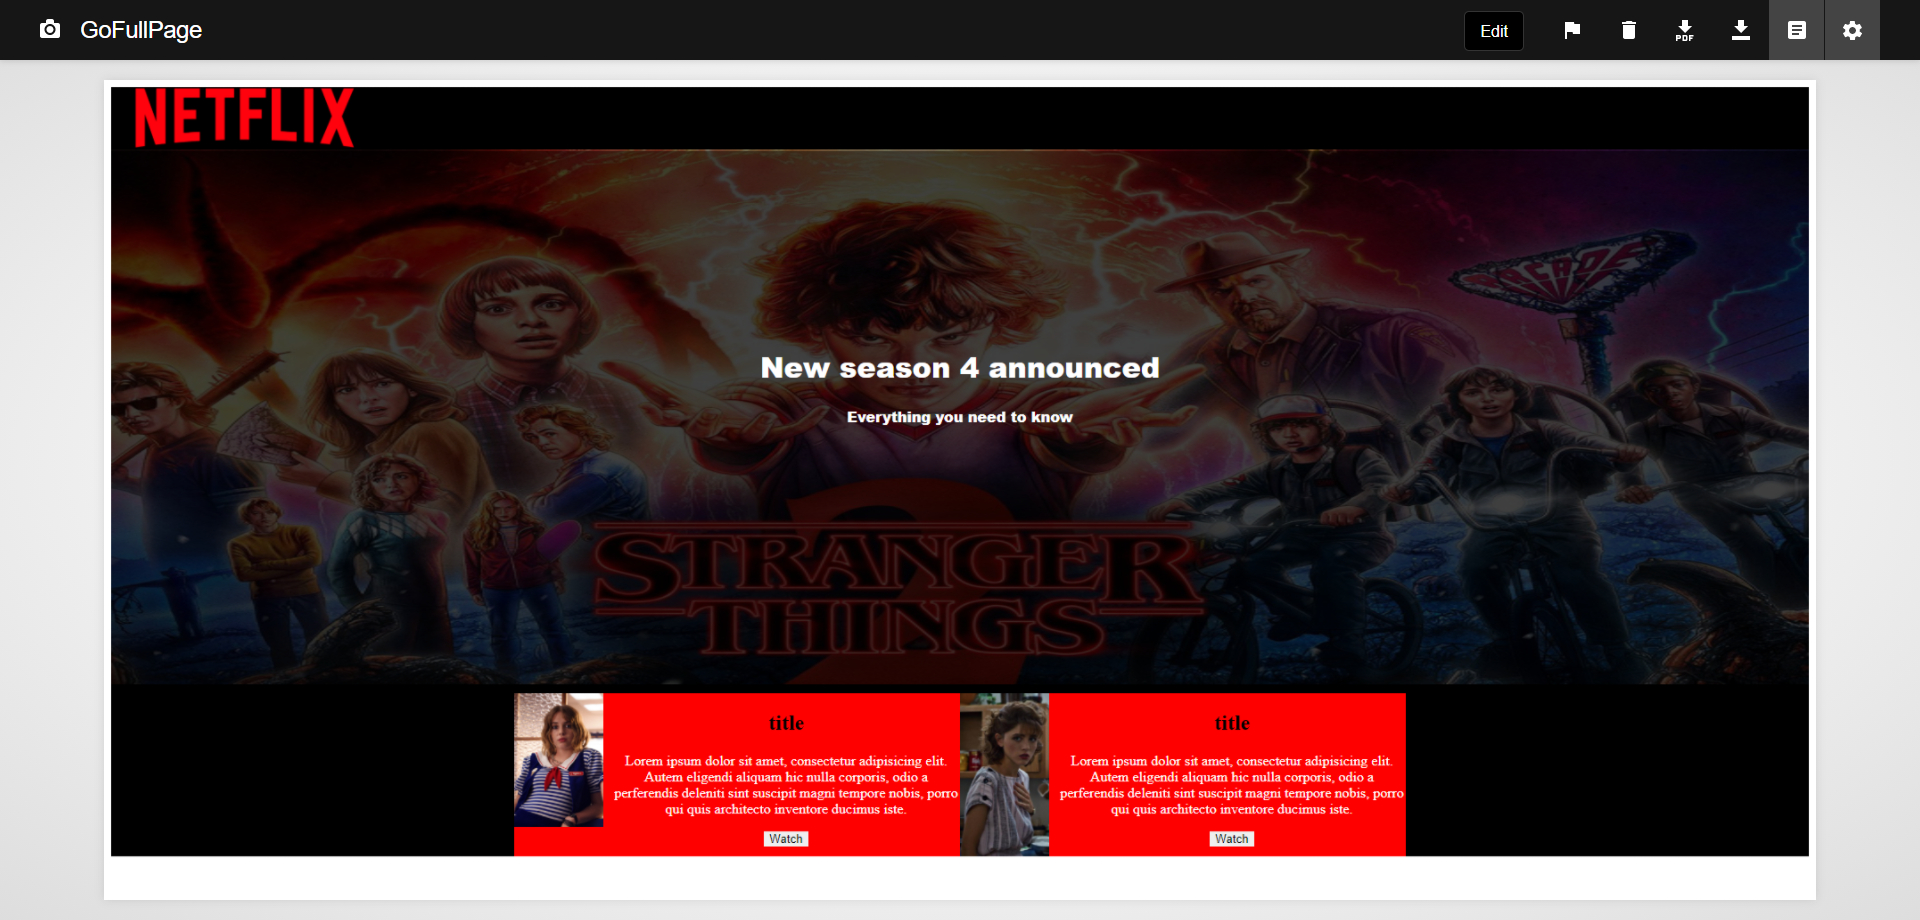 GoFullPage
Edit
PDF
NETFLIX
ARCADE
New season 4 announced
Everything you need to know
2
STRANGER
THINGS
title
Lorem ipsum dolor sit amet, consectetur adipisicing elit.
Autem eligendi aliquam hic nulla corporis, odio a
perferendis deleniti sint suscipit magni tempore nobis, porro
qui quis architecto inventore ducimus iste.
Watch
title
Lorem ipsum dolor sit amet, consectetur adipisicing elit.
Autem eligendi aliquam hic nulla corporis, odio a
perferendis deleniti sint suscipit magni tempore nobis, porro
qui quis architecto inventore ducimus iste.
Watch